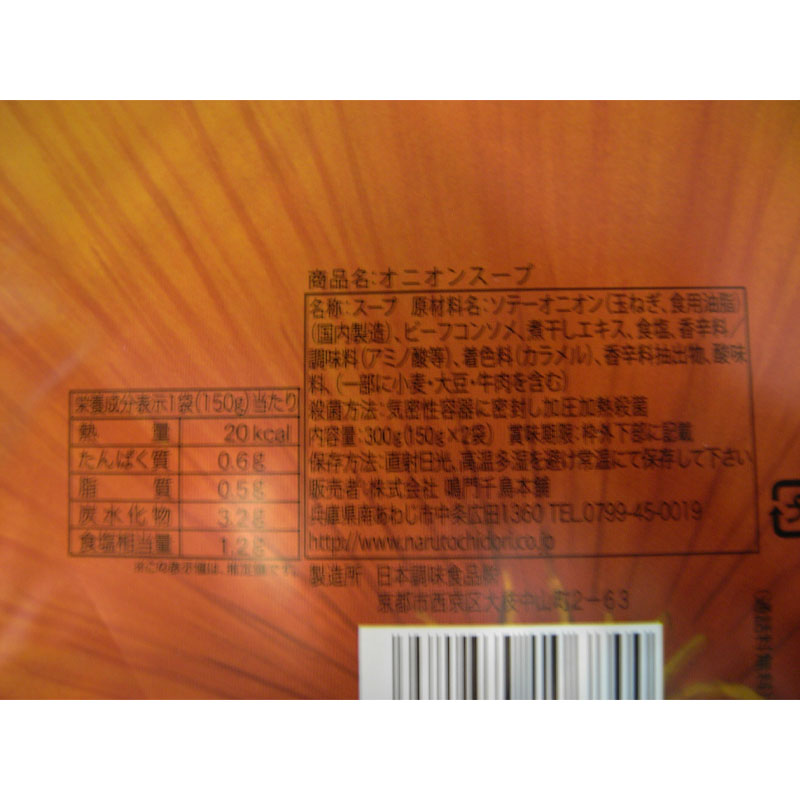 商品名:オニオンスープ
名称:スープ 原材料名:ソテーオニオン(玉ねぎ、食用油脂)
(国内製造)、ビーフコンソメ、煮干しエキス、食塩、香辛料/
調味料(アミノ酸等)、着色料(カラメル)、香辛料抽出物、酸味
料、(一部に小麦・大豆・牛肉を含む)
殺菌方法:気密性容器に密封し加圧加熱殺菌
内容量:300g(150g×2袋) 賞味期限:枠外下部に記載
保存方法:直射日光、高温多湿を避け常温にて保存して下さい
販売者:株式会社 鳴門千鳥本舗
兵庫県南あわじ市中条広田1360 TEL.0799-45-0019
http://www.narutochidori.co.jp
製造所 日本調味食品㈱
京都市西京区大枝中山町2-63
栄養成分表示1袋(150g)当たり
熱量 20kcal
たんぱく質 0.6g
脂質 0.5g
炭水化物 3.2g
食塩相当量 1.2g
※この表示値は、推定値です。